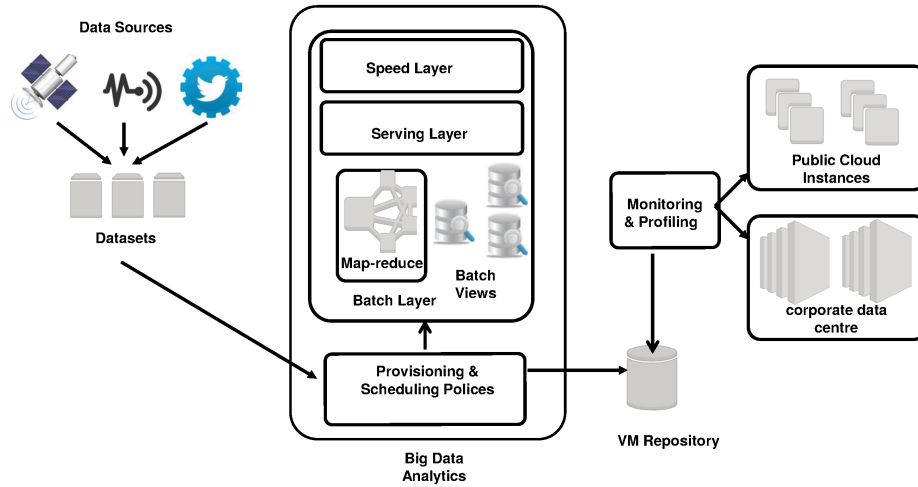 Data Sources
Datasets
Speed Layer
Serving Layer
Map-reduce
Batch Layer
Batch
Views
Provisioning &
Scheduling Polices
Big Data
Analytics
Monitoring
& Profiling
VM Repository
Public Cloud
Instances
corporate data
centre